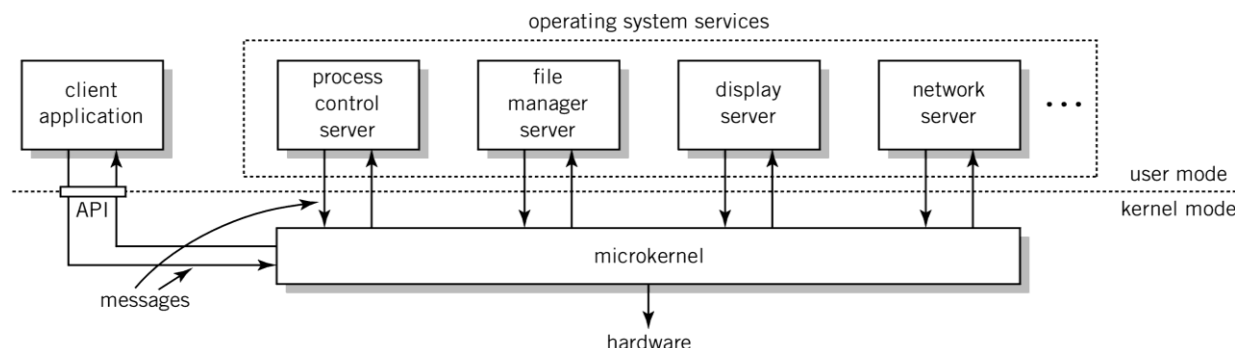 operating system services
client
application
process
control
server
file
manager
server
display
server
network
server
...
user mode
API
kernel mode
microkernel
messages
hardware